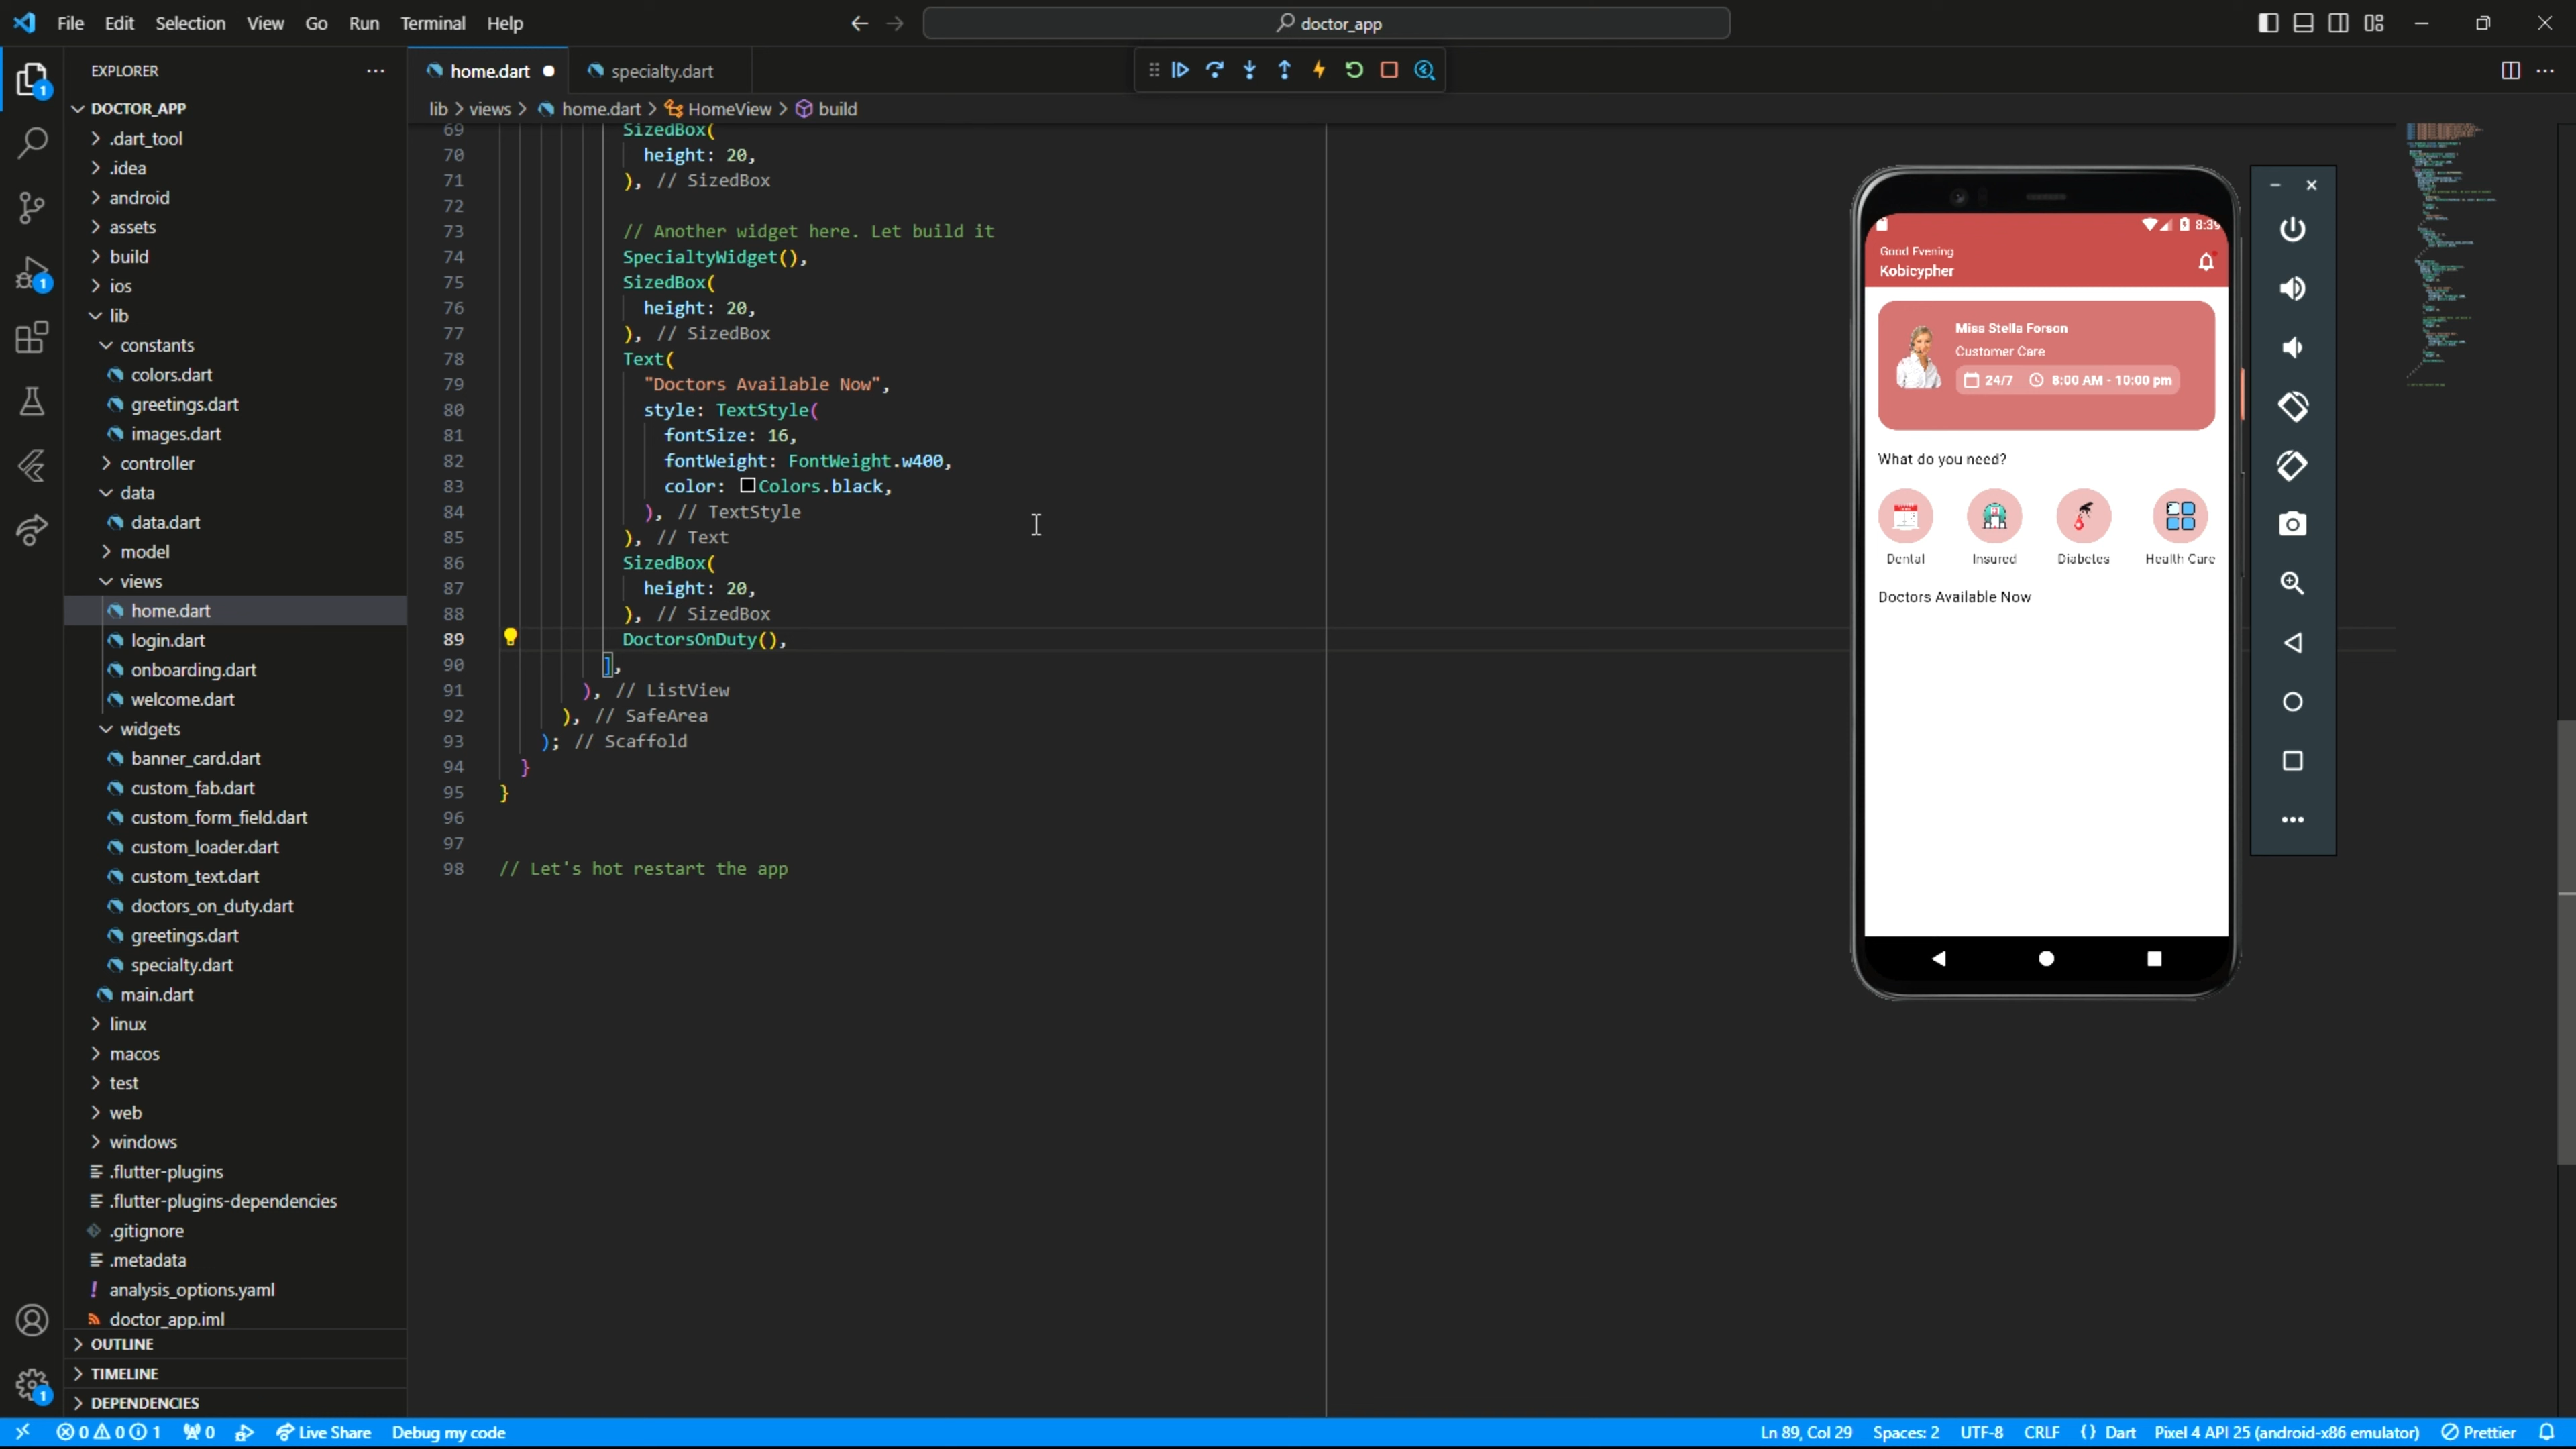 File Edit Selection View Go Run Terminal Help
doctor_app
EXPLORER
DOCTOR_APP
.dart_tool
.idea
android
assets
build
ios
lib
constants
colors.dart
greetings.dart
images.dart
controller
data
data.dart
model
views
home.dart
login.dart
onboarding.dart
welcome.dart
widgets
banner_card.dart
custom_fab.dart
custom_form_field.dart
custom_loader.dart
custom_text.dart
doctors_on_duty.dart
greetings.dart
specialty.dart
main.dart
linux
macos
test
web
windows
.flutter-plugins
.flutter-plugins-dependencies
.gitignore
.metadata
analysis_options.yaml
doctor_app.iml
OUTLINE
TIMELINE
DEPENDENCIES
1
1
1
home.dart
specialty.dart
lib > views > home.dart > HomeView > build
69 SizedBox(
70 height: 20,
71 ), // SizedBox
72
73 // Another widget here. Let build it
74 SpecialtyWidget(),
75 SizedBox(
76 height: 20,
77 ), // SizedBox
78 Text(
79 "Doctors Available Now",
80 style: TextStyle(
81 fontSize: 16,
82 fontWeight: FontWeight.w400,
83 color: Colors.black,
84 ), // TextStyle
85 ), // Text
86 SizedBox(
87 height: 20,
88 ), // SizedBox
89 DoctorsOnDuty(),
90 ],
91 ), // ListView
92 ), // SafeArea
93 ); // Scaffold
94 }
95 }
96
97
98 // Let's hot restart the app
8:39
Good Evening
Kobicypher
Miss Stella Forson
Customer Care
24/7 8:00 AM - 10:00 pm
What do you need?
Dental Insured Diabetes Health Care
Doctors Available Now
0 0 1 0 Live Share Debug my code
Ln 89, Col 29 Spaces: 2 UTF-8 CRLF {} Dart Pixel 4 API 25 (android-x86 emulator) Prettier